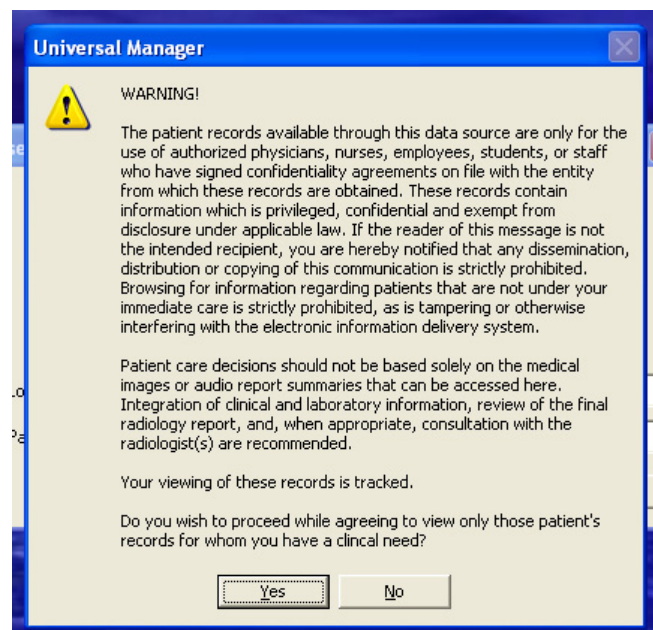 Universal Manager
WARNING!
The patient records available through this data source are only for the
use of authorized physicians, nurses, employees, students, or staff
who have signed confidentiality agreements on file with the entity
from which these records are obtained. These records contain
information which is privileged, confidential and exempt from
disclosure under applicable law. If the reader of this message is not
the intended recipient, you are hereby notified that any dissemination,
distribution or copying of this communication is strictly prohibited.
Browsing for information regarding patients that are not under your
immediate care is strictly prohibited, as is tampering or otherwise
interfering with the electronic information delivery system.
Patient care decisions should not be based solely on the medical
images or audio report summaries that can be accessed here.
Integration of clinical and laboratory information, review of the final
radiology report, and, when appropriate, consultation with the
radiologist(s) are recommended.
Your viewing of these records is tracked.
Do you wish to proceed while agreeing to view only those patient's
records for whom you have a clincal need?
Yes No